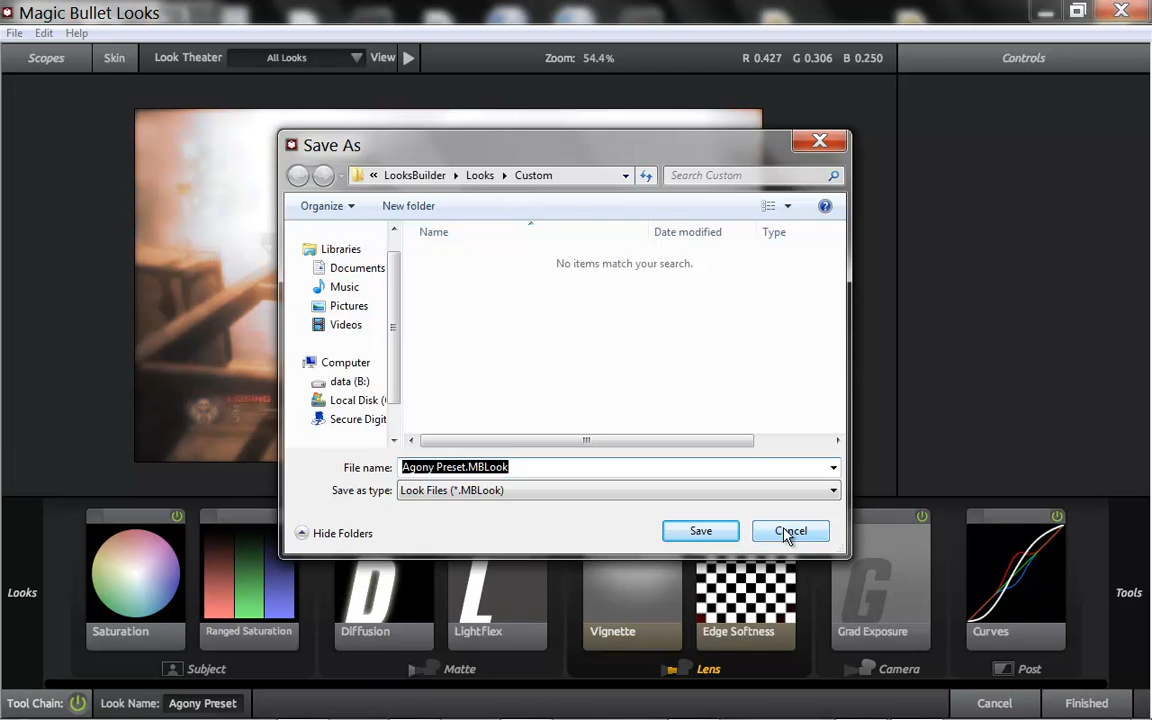 Magic Bullet Looks
File Edit Help
Scopes Skin Look Theater All Looks View Zoom: 54.4% R 0.427 G 0.306 B 0.250 Controls
Save As
« LooksBuilder Looks Custom Search Custom
Organize New folder
Name Date modified Type
No items match your search.
Libraries
Documents
Music
Pictures
Videos
Computer
data (B:)
Local Disk (
Secure Digit
File name: Agony Preset.MBLook
Save as type: Look Files (*.MBLook)
Hide Folders Save Cancel
D L G
Looks Tools
Saturation Ranged Saturation Diffusion Lightflex Vignette Edge Softness Grad Exposure Curves
Subject Matte Lens Camera Post
Tool Chain: Look Name: Agony Preset Cancel Finished